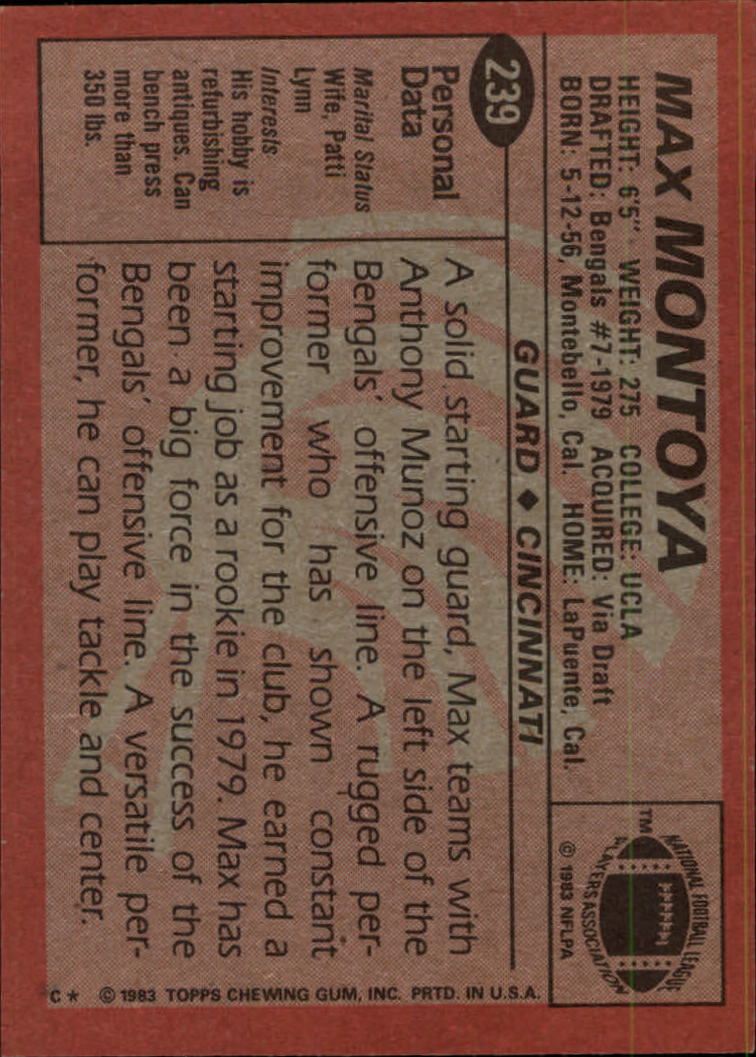 MAX MONTOYA
HEIGHT: 6'5" WEIGHT: 275 COLLEGE: UCLA
DRAFTED: Bengals #7-1979 ACQUIRED: Via Draft
BORN: 5-12-56, Montebello, Cal. HOME: LaPuente, Cal.
TM
NATIONAL FOOTBALL LEAGUE
PLAYERS ASSOCIATION
© 1983 NFLPA
239
GUARD ◆ CINCINNATI
Personal
Data
Marital Status
Wife, Patti
Lynn
Interests
His hobby is
refurbishing
antiques. Can
bench press
more than
350 lbs.
A solid starting guard, Max teams with
Anthony Munoz on the left side of the
Bengals' offensive line. A rugged per-
former who has shown constant
improvement for the club, he earned a
starting job as a rookie in 1979. Max has
been a big force in the success of the
Bengals' offensive line. A versatile per-
former, he can play tackle and center.
C* © 1983 TOPPS CHEWING GUM, INC. PRTD. IN U.S.A.